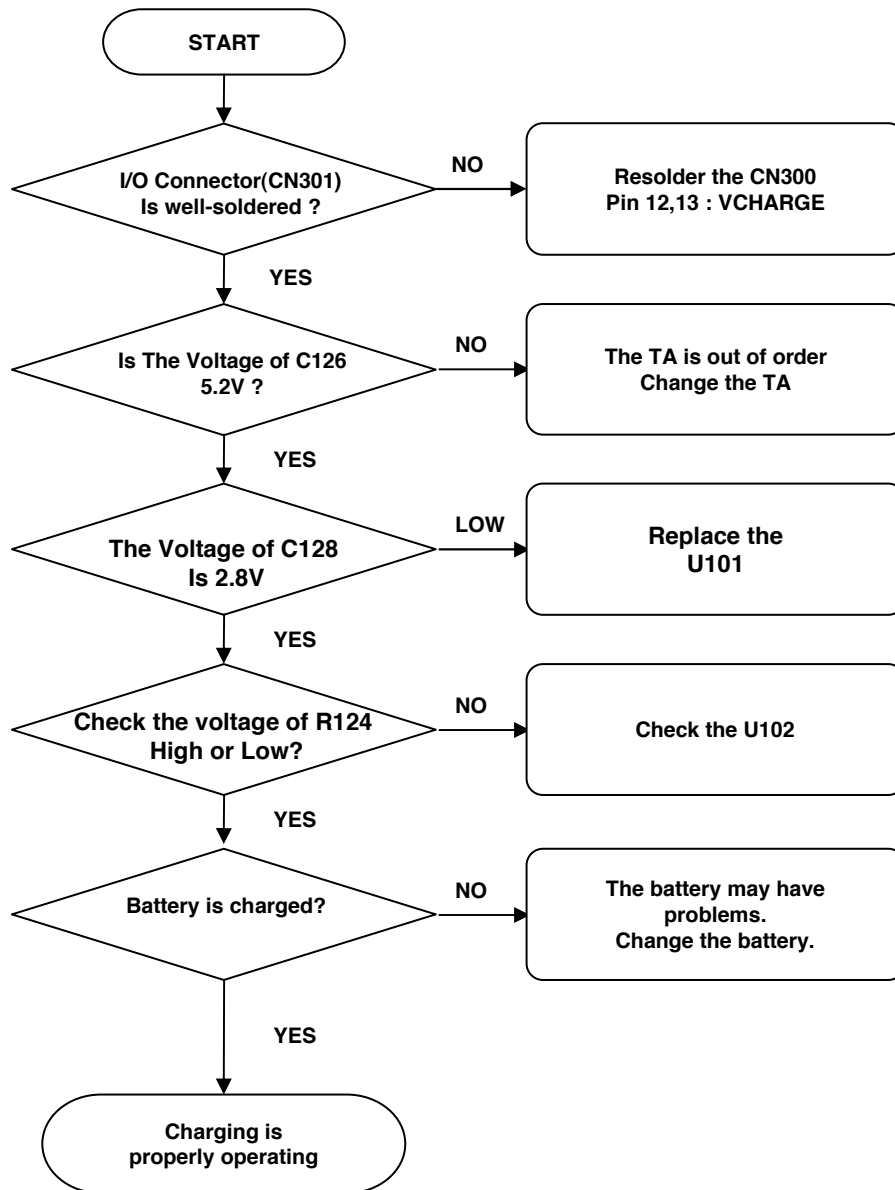 START
I/O Connector(CN301)
Is well-soldered ?
NO
Resolder the CN300
Pin 12,13 : VCHARGE
YES
Is The Voltage of C126
5.2V ?
NO
The TA is out of order
Change the TA
YES
The Voltage of C128
Is 2.8V
LOW
Replace the
U101
YES
Check the voltage of R124
High or Low?
NO
Check the U102
YES
Battery is charged?
NO
The battery may have
problems.
Change the battery.
YES
Charging is
properly operating